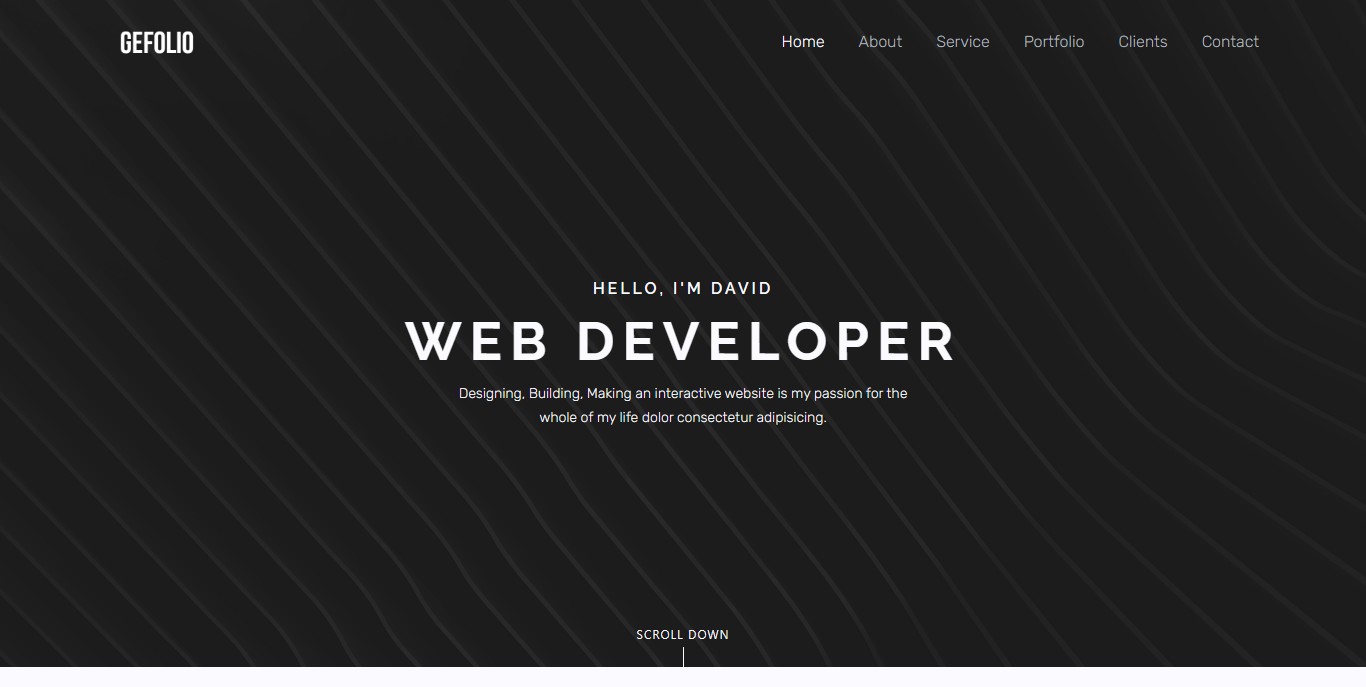 GEFOLIO
Home About Service Portfolio Clients Contact
HELLO, I'M DAVID
WEB DEVELOPER
Designing, Building, Making an interactive website is my passion for the
whole of my life dolor consectetur adipisicing.
SCROLL DOWN